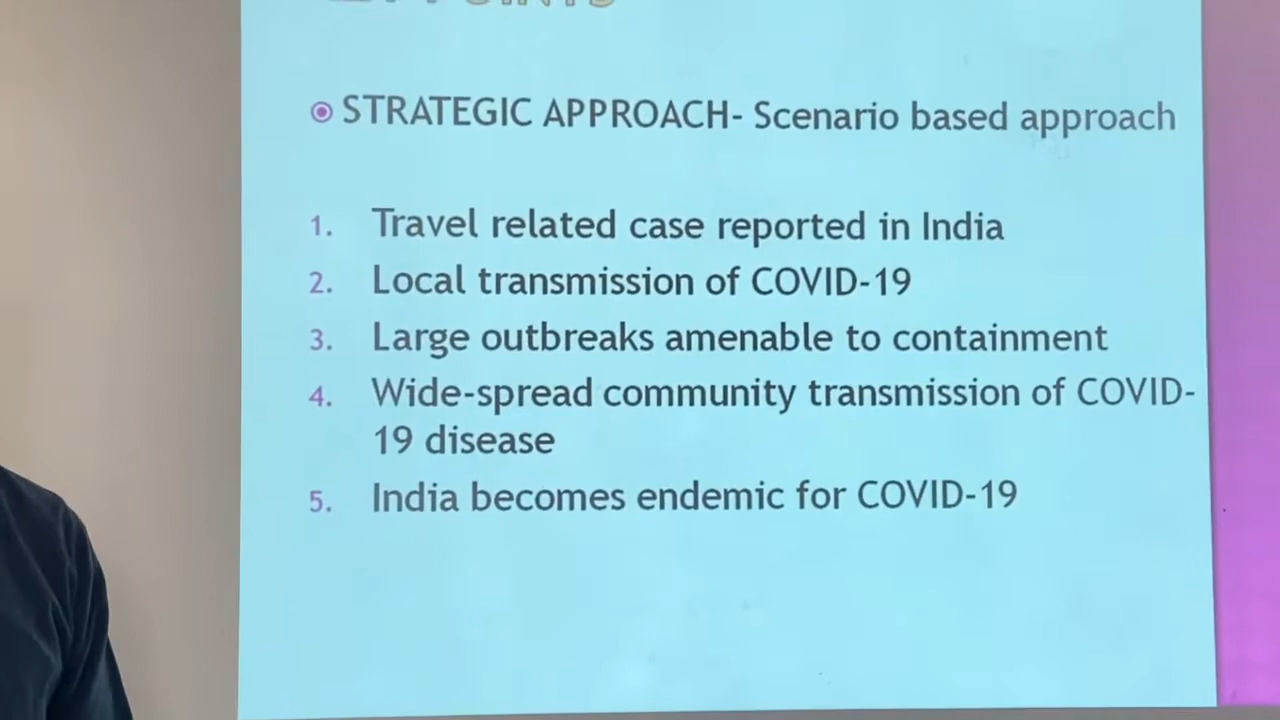 POINTS
STRATEGIC APPROACH- Scenario based approach
1. Travel related case reported in India
2. Local transmission of COVID-19
3. Large outbreaks amenable to containment
4. Wide-spread community transmission of COVID-
19 disease
5. India becomes endemic for COVID-19